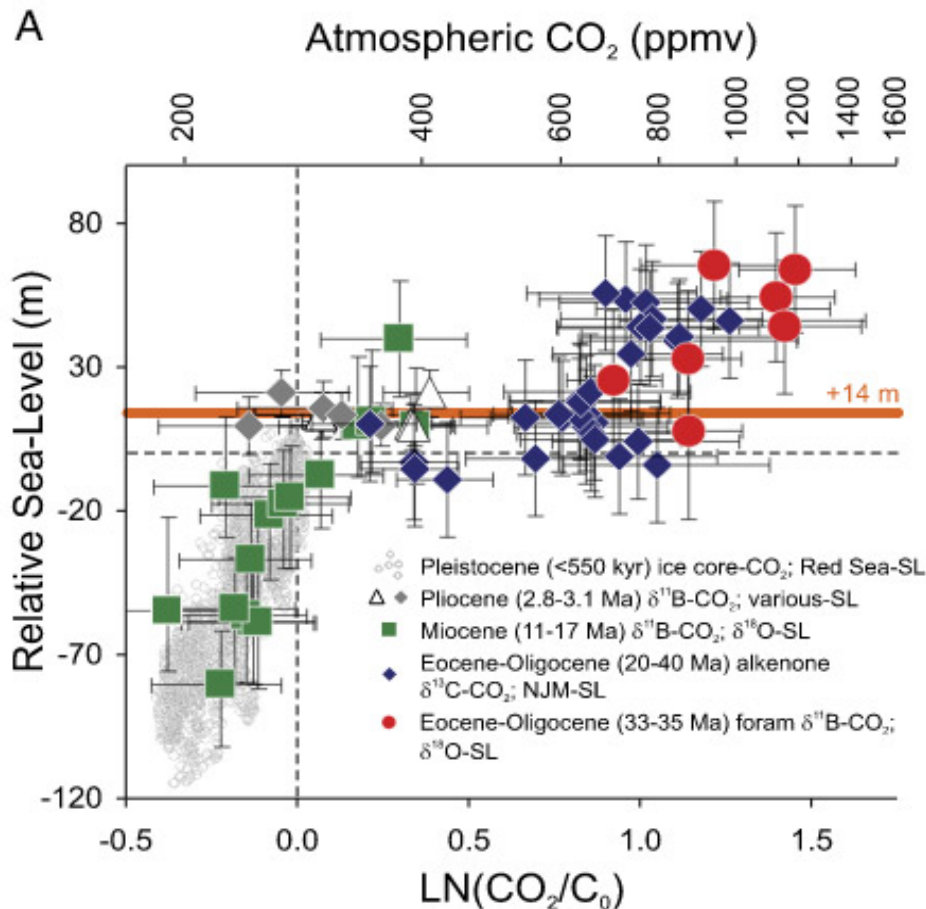 A
Atmospheric CO₂ (ppmv)
200 400 600 800 1000 1200 1400 1600
Relative Sea-Level (m)
80
30
+14 m
-20
Pleistocene (<550 kyr) ice core-CO₂; Red Sea-SL
Pliocene (2.8-3.1 Ma) δ¹¹B-CO₂; various-SL
Miocene (11-17 Ma) δ¹¹B-CO₂; δ¹⁸O-SL
-70
Eocene-Oligocene (20-40 Ma) alkenone
δ¹³C-CO₂; NJM-SL
Eocene-Oligocene (33-35 Ma) foram δ¹¹B-CO₂;
δ¹⁸O-SL
-120
-0.5 0.0 0.5 1.0 1.5
LN(CO₂/C₀)